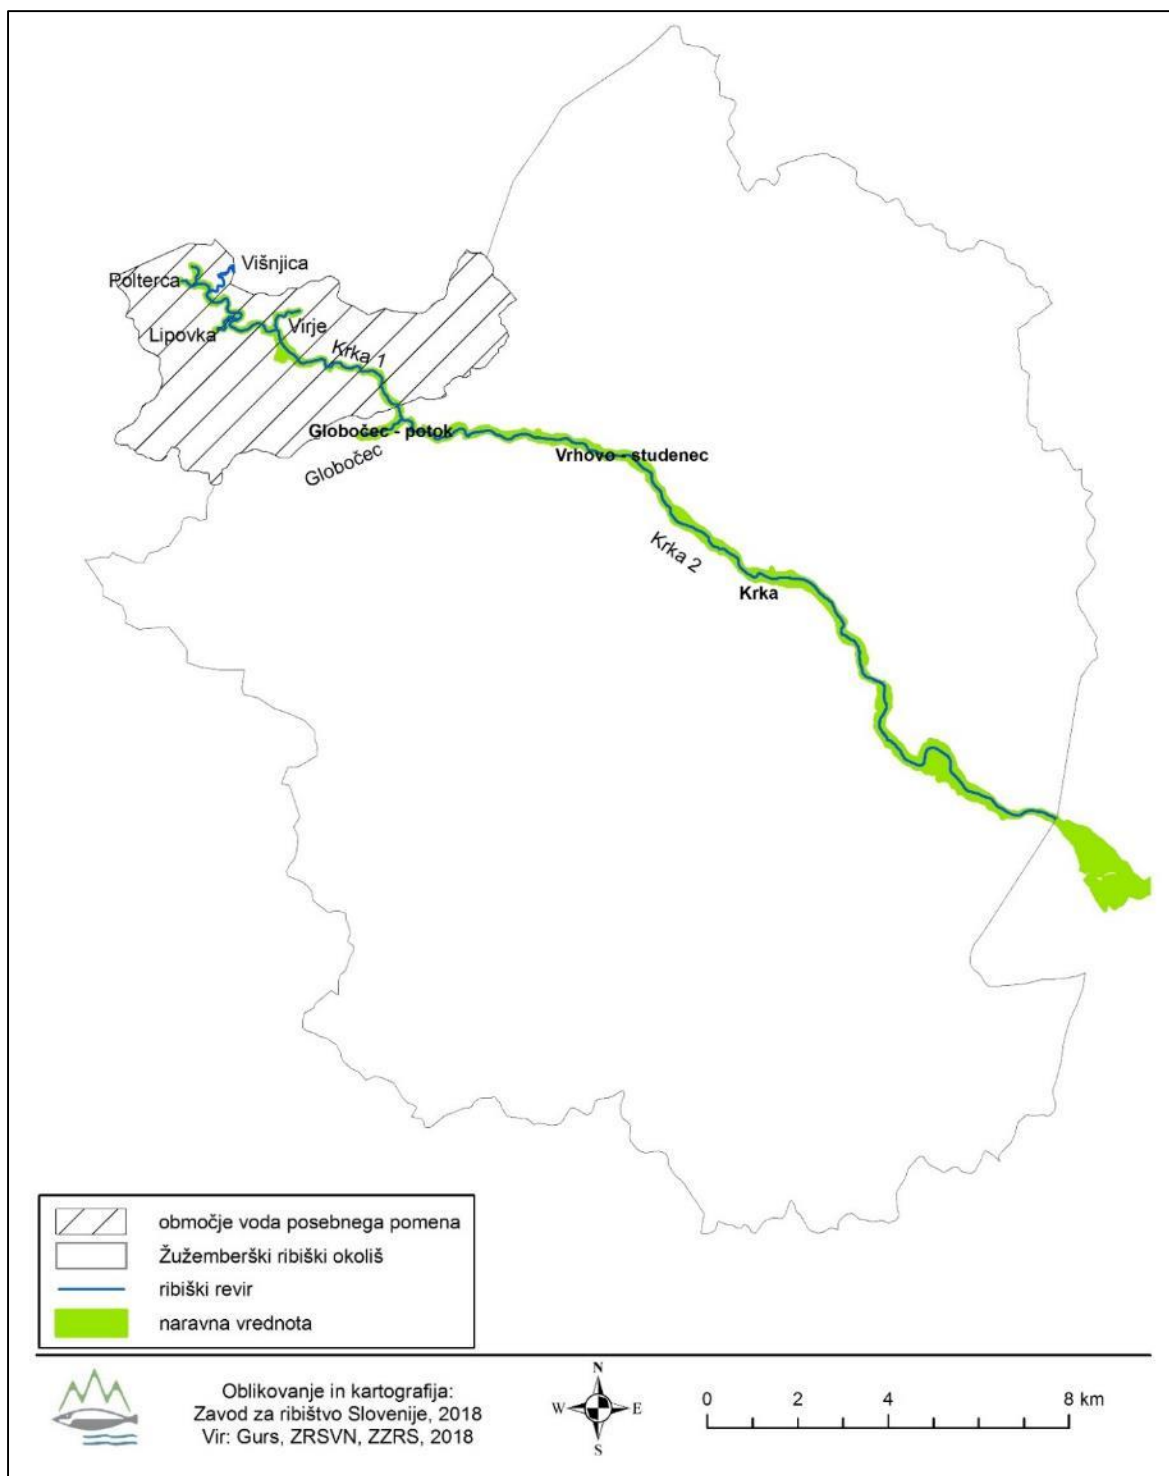 Višnjica
Polterca
Virje
Lipovka
Krka 1
Globočec - potok
Globočec
Vrhovo - studenec
Krka 2
Krka
območje voda posebnega pomena
Žužemberški ribiški okoliš
ribiški revir
naravna vrednota
Oblikovanje in kartografija:
Zavod za ribištvo Slovenije, 2018
Vir: Gurs, ZRSVN, ZZRS, 2018
N
W E
S
0 2 4 8 km